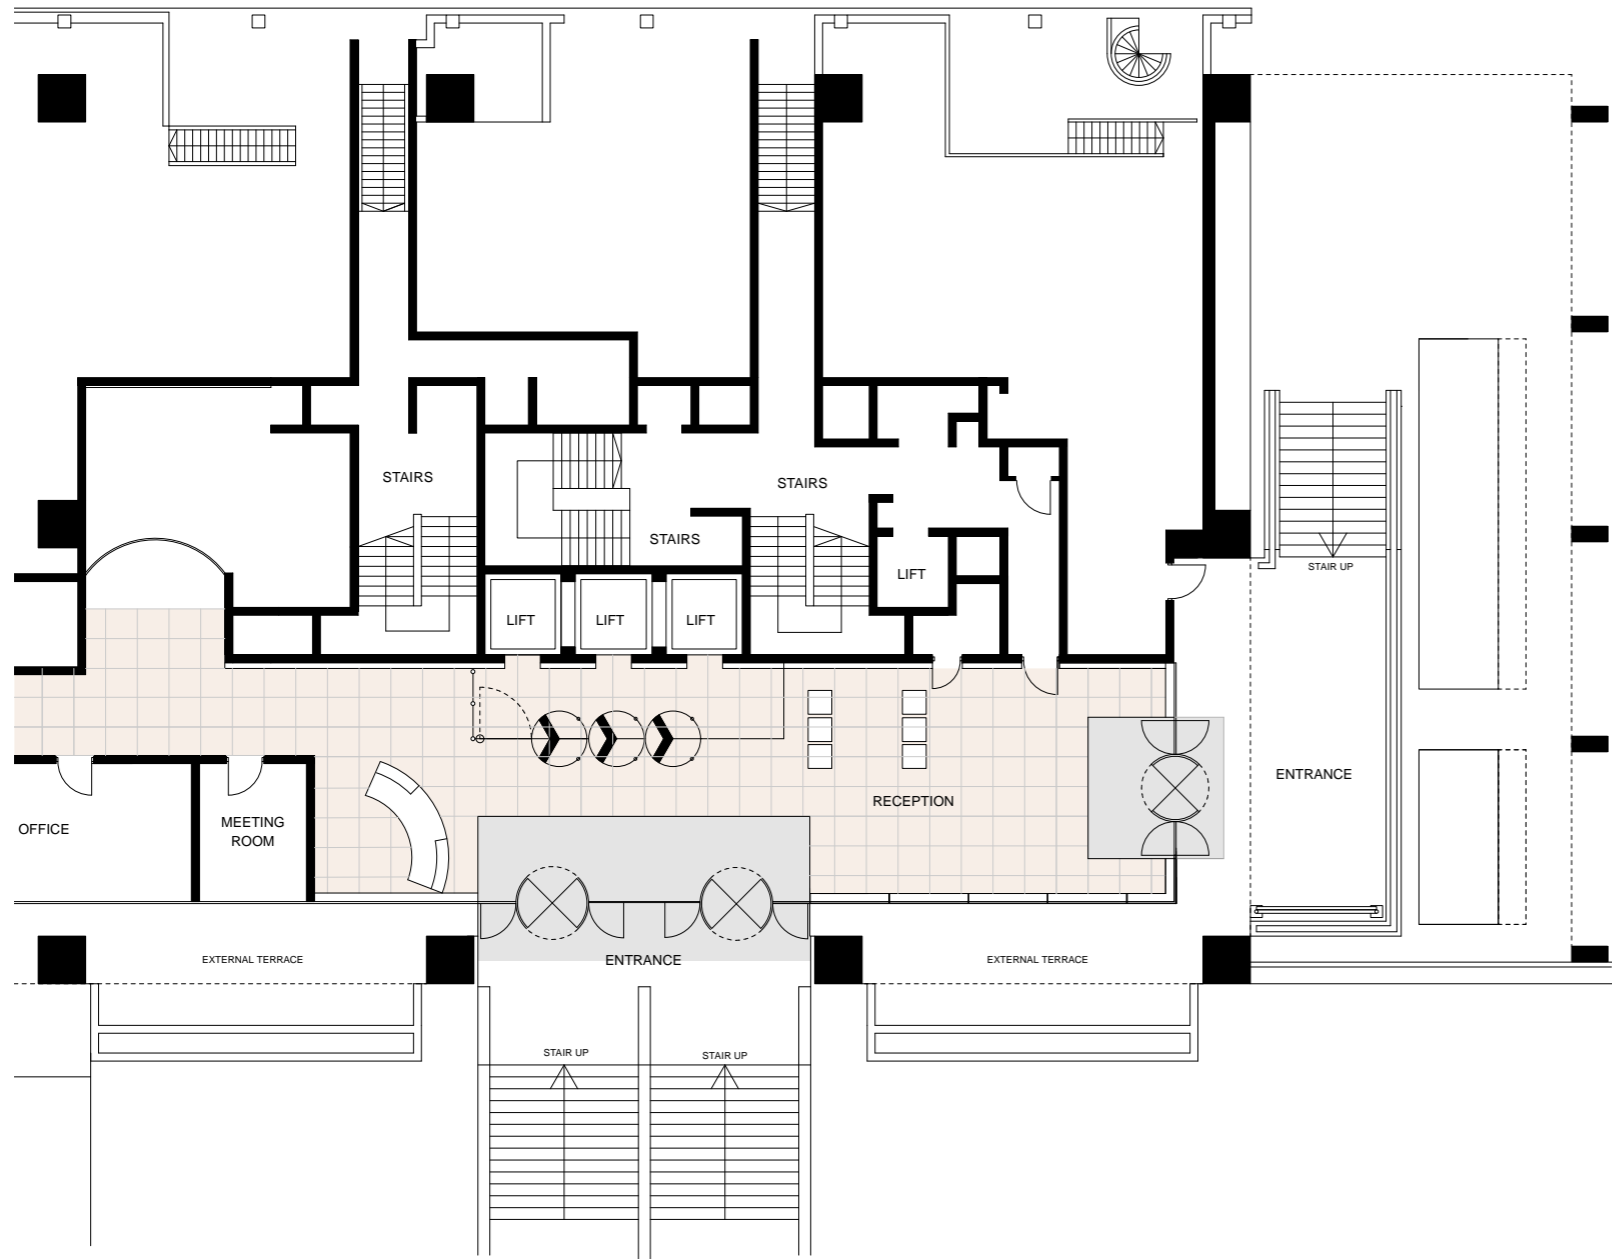 STAIRS
STAIRS
STAIRS
LIFT
STAIR UP
LIFT
LIFT
LIFT
ENTRANCE
RECEPTION
MEETING
ROOM
OFFICE
EXTERNAL TERRACE
ENTRANCE
EXTERNAL TERRACE
STAIR UP
STAIR UP